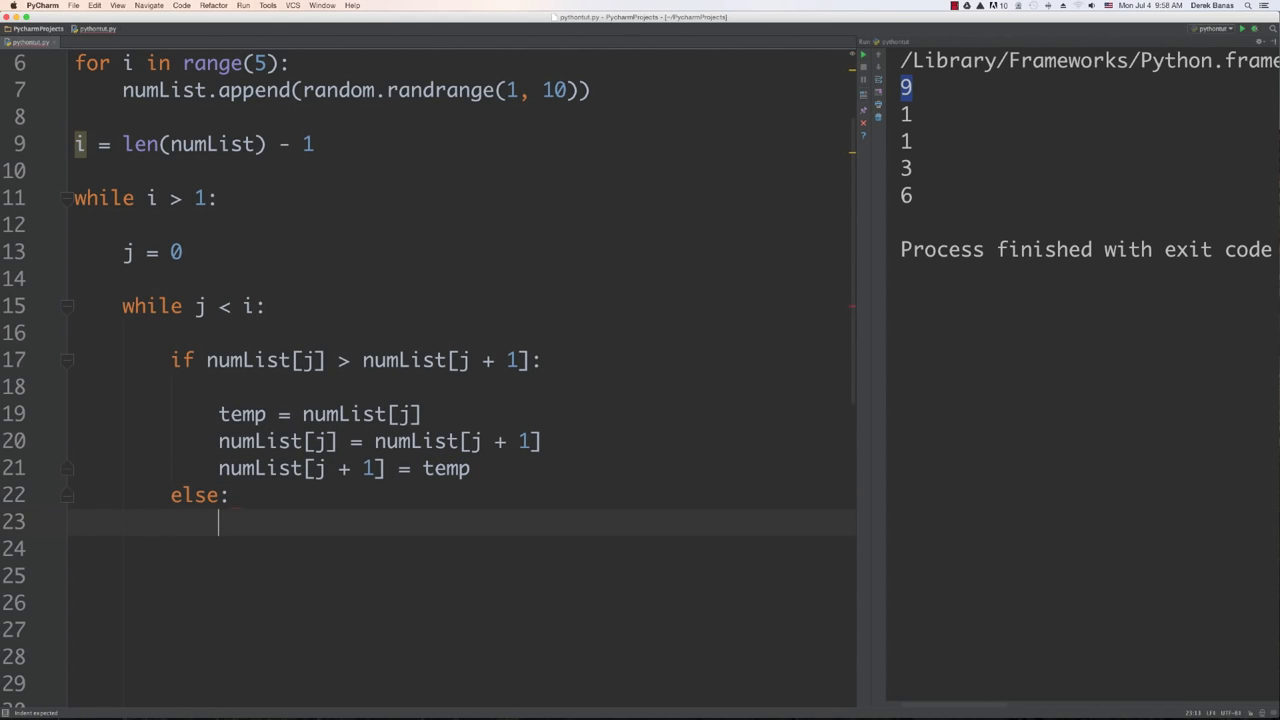 PyCharm File Edit View Navigate Code Refactor Run Tools VCS Window Help
10 Mon Jul 4 9:58 AM Derek Banas
pythontut.py - PycharmProjects - [~/PycharmProjects]
PycharmProjects pythontut.py
pythontut
pythontut.py
Run: pythontut
6 for i in range(5):
7 numList.append(random.randrange(1, 10))
8
9 i = len(numList) - 1
10
11 while i > 1:
12
13 j = 0
14
15 while j < i:
16
17 if numList[j] > numList[j + 1]:
18
19 temp = numList[j]
20 numList[j] = numList[j + 1]
21 numList[j + 1] = temp
22 else:
23
24
25
26
27
28
29
/Library/Frameworks/Python.frame
9
1
1
3
6
Process finished with exit code
Indent expected
23:13 LF‡ UTF-8‡